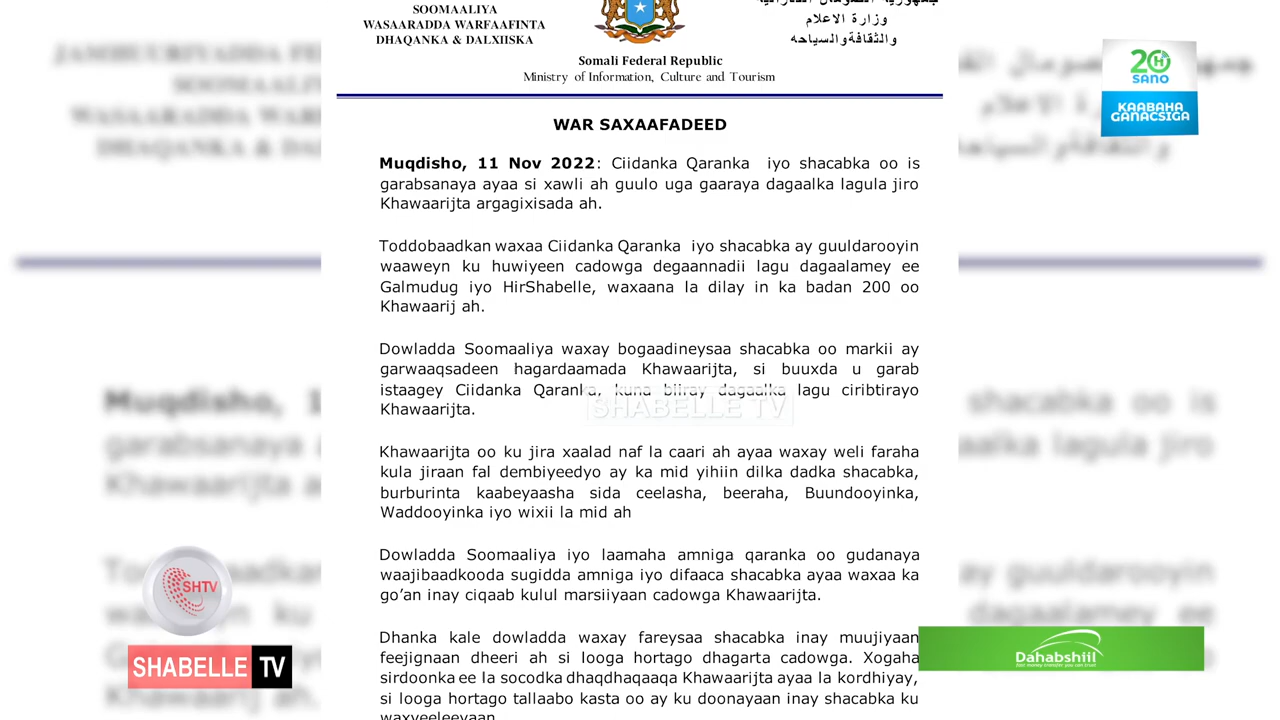 SOOMAALIYA
WASAARADDA WARFAAFINTA
DHAQANKA & DALXIISKA
وزارة الاعلام
والثقافةوالسياحه
Somali Federal Republic
Ministry of Information, Culture and Tourism
WAR SAXAAFADEED
Muqdisho, 11 Nov 2022: Ciidanka Qaranka iyo shacabka oo is
garabsanaya ayaa si xawli ah guulo uga gaaraya dagaalka lagula jiro
Khawaarijta argagixisada ah.
Toddobaadkan waxaa Ciidanka Qaranka iyo shacabka ay guuldarooyin
waaweyn ku huwiyeen cadowga degaannadii lagu dagaalamey ee
Galmudug iyo HirShabelle, waxaana la dilay in ka badan 200 oo
Khawaarij ah.
Dowladda Soomaaliya waxay bogaadineysaa shacabka oo markii ay
garwaaqsadeen hagardaamada Khawaarijta, si buuxda u garab
istaagey Ciidanka Qaranka, kuna biiray dagaalka lagu ciribtirayo
Khawaarijta.
Khawaarijta oo ku jira xaalad naf la caari ah ayaa waxay weli faraha
kula jiraan fal dembiyeedyo ay ka mid yihiin dilka dadka shacabka,
burburinta kaabeyaasha sida ceelasha, beeraha, Buundooyinka,
Waddooyinka iyo wixii la mid ah
Dowladda Soomaaliya iyo laamaha amniga qaranka oo gudanaya
waajibaadkooda sugidda amniga iyo difaaca shacabka ayaa waxaa ka
go’an inay ciqaab kulul marsiiyaan cadowga Khawaarijta.
Dhanka kale dowladda waxay fareysaa shacabka inay muujiyaan
feejignaan dheeri ah si looga hortago dhagarta cadowga. Xogaha
sirdoonka ee la socodka dhaqdhaqaaqa Khawaarijta ayaa la kordhiyay,
si looga hortago tallaabo kasta oo ay ku doonayaan inay shacabka ku
waxyeeleeyaan
SHABELLE TV
20
SANO
KAABAHA
GANACSIGA
SHTV
SHABELLE TV
Dahabshiil